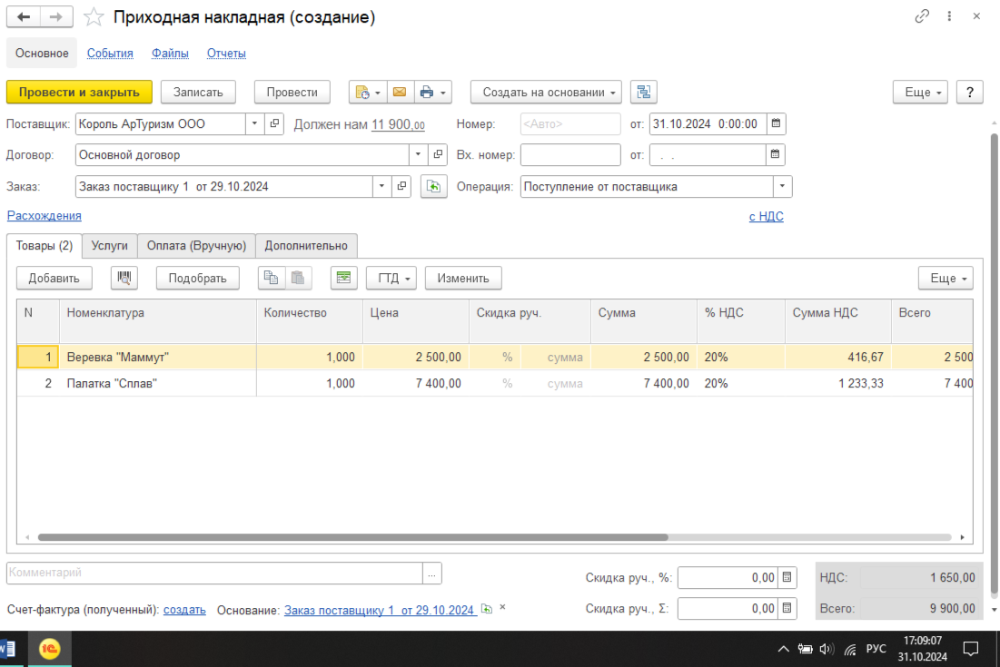 Приходная накладная (создание)
Основное События Файлы Отчеты
Провести и закрыть Записать Провести Создать на основании Еще ?
Поставщик: Король АрТуризм ООО Должен нам 11 900,00 Номер: <Авто> от: 31.10.2024 0:00:00
Договор: Основной договор Вх. номер: от: . .
Заказ: Заказ поставщику 1 от 29.10.2024 Операция: Поступление от поставщика
Расхождения с НДС
Товары (2) Услуги Оплата (Вручную) Дополнительно
Добавить Подобрать ГТД Изменить Еще
N Номенклатура Количество Цена Скидка руч. Сумма % НДС Сумма НДС Всего
1 Веревка "Маммут" 1,000 2 500,00 % сумма 2 500,00 20% 416,67 2 500
2 Палатка "Сплав" 1,000 7 400,00 % сумма 7 400,00 20% 1 233,33 7 400
Комментарий ... Скидка руч., %: 0,00 НДС: 1 650,00
Счет-фактура (полученный): создать Основание: Заказ поставщику 1 от 29.10.2024 Скидка руч., Σ: 0,00 Всего: 9 900,00
РУС 17:09:07
31.10.2024